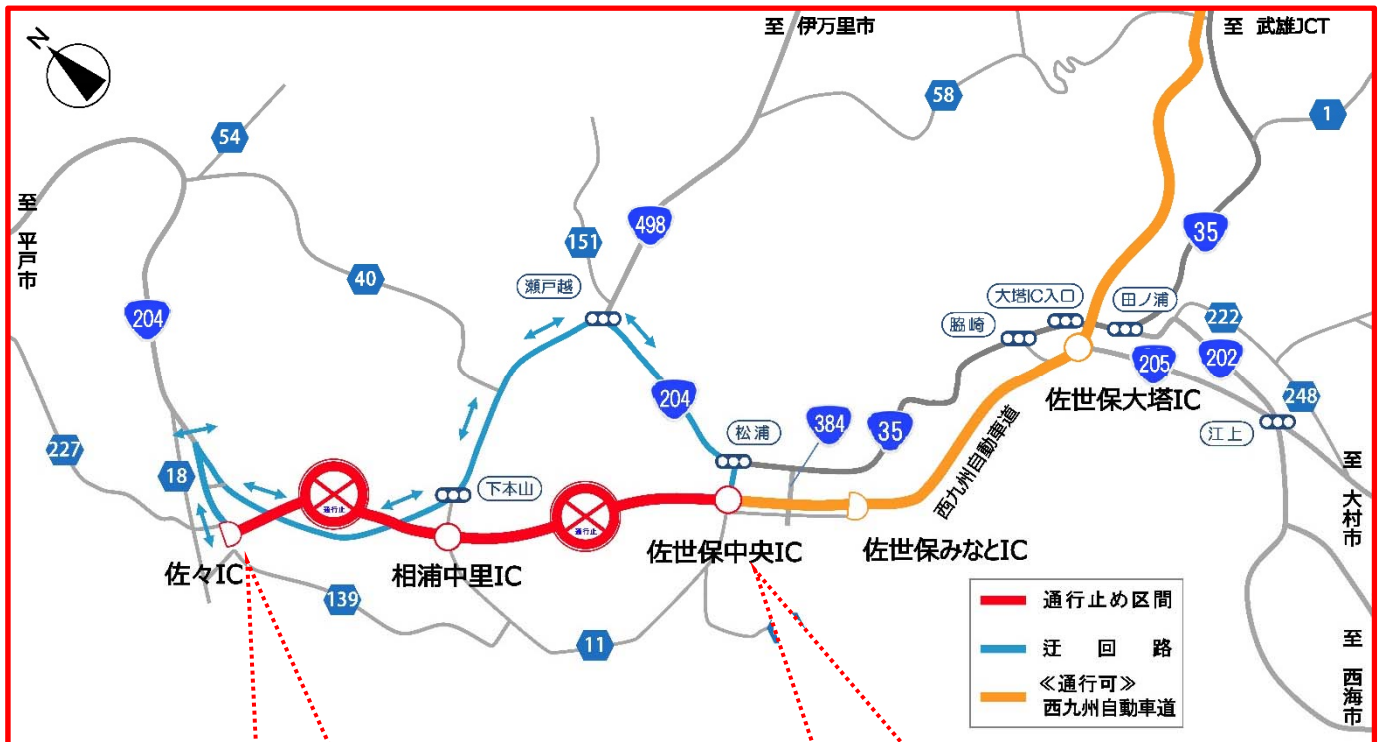 N
至 伊万里市
至 武雄JCT
58
1
54
至 平戸市
498
151
35
40
瀬戸越
大塔IC入口
田ノ浦
脇崎
222
204
205
202
204
佐世保大塔IC
248
384
35
松浦
江上
227
18
西九州自動車道
至 大村市
通行止
下本山
通行止
佐々IC
相浦中里IC
佐世保中央IC
佐世保みなとIC
139
11
通行止め区間
迂回路
≪通行可≫
西九州自動車道
至 西海市